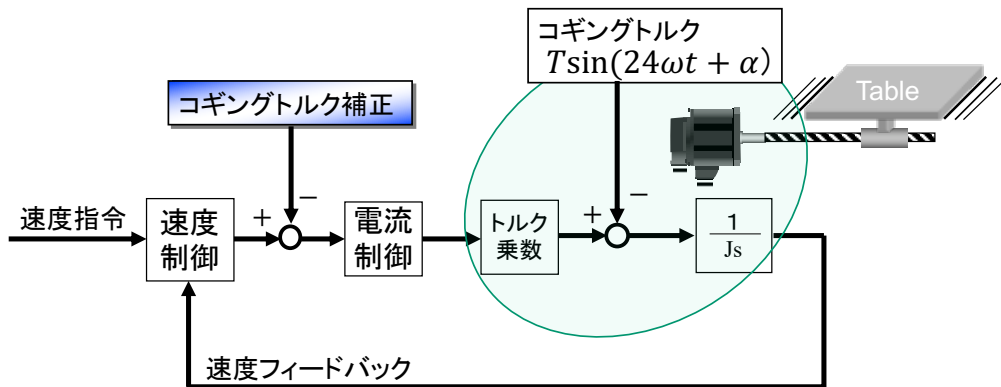 コギングトルク
Tsin(24ωt + α)
Table
コギングトルク補正
−
−
速度指令
速度
制御
+
電流
制御
トルク
乗数
+
1
Js
速度フィードバック